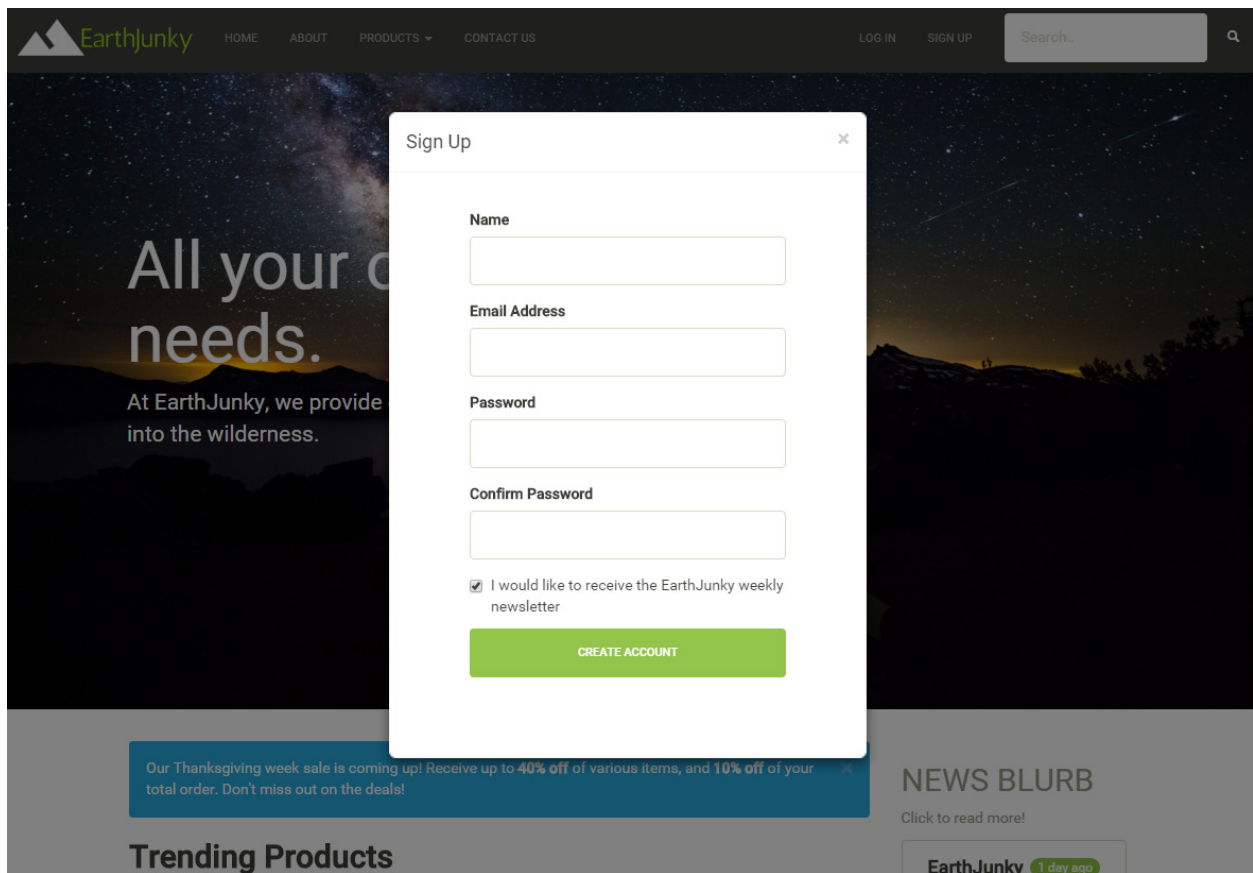 EarthJunky
HOME ABOUT PRODUCTS CONTACT US LOG IN SIGN UP Search..
Sign Up ×
Name
Email Address
Password
Confirm Password
I would like to receive the EarthJunky weekly
newsletter
CREATE ACCOUNT
All your
needs.
At EarthJunky, we provide
into the wilderness.
Our Thanksgiving week sale is coming up! Receive up to 40% off of various items, and 10% off of your ×
total order. Don't miss out on the deals!
Trending Products
NEWS BLURB
Click to read more!
EarthJunky 1 day ago